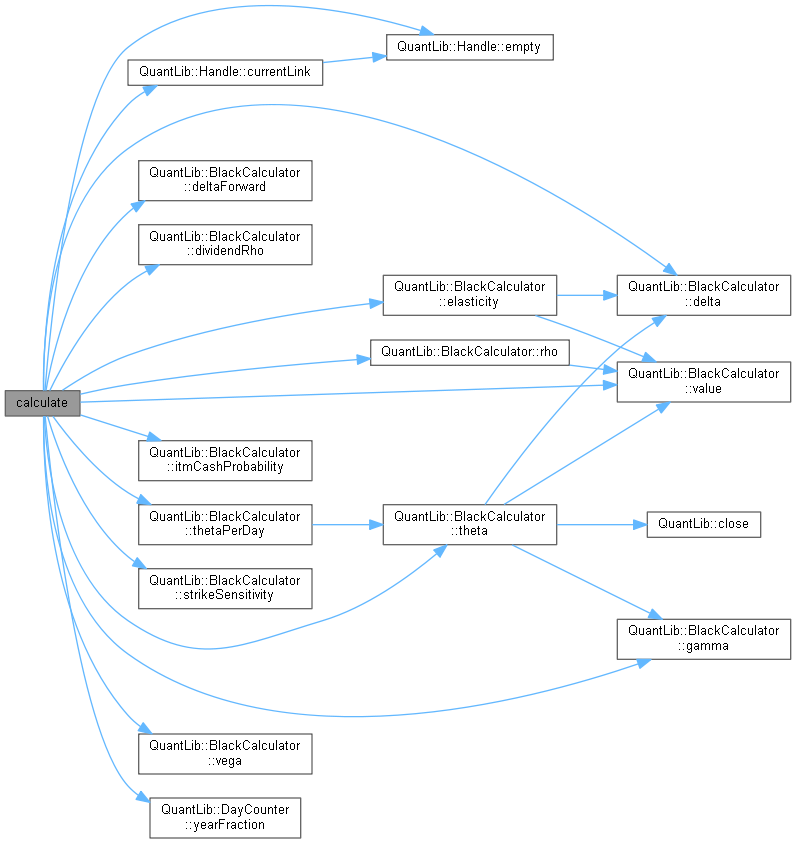 QuantLib::Handle::empty
QuantLib::Handle::currentLink
QuantLib::BlackCalculator
::deltaForward
QuantLib::BlackCalculator
::dividendRho
QuantLib::BlackCalculator
::elasticity
QuantLib::BlackCalculator
::delta
QuantLib::BlackCalculator::rho
QuantLib::BlackCalculator
::value
calculate
QuantLib::BlackCalculator
::itmCashProbability
QuantLib::BlackCalculator
::thetaPerDay
QuantLib::BlackCalculator
::theta
QuantLib::close
QuantLib::BlackCalculator
::strikeSensitivity
QuantLib::BlackCalculator
::gamma
QuantLib::BlackCalculator
::vega
QuantLib::DayCounter
::yearFraction